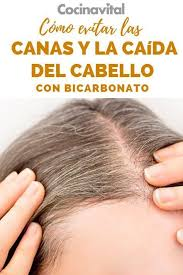 Cocinavital
Cómo evitar las
CANAS Y LA CAíDA
DEL CABELLO
CON BICARBONATO